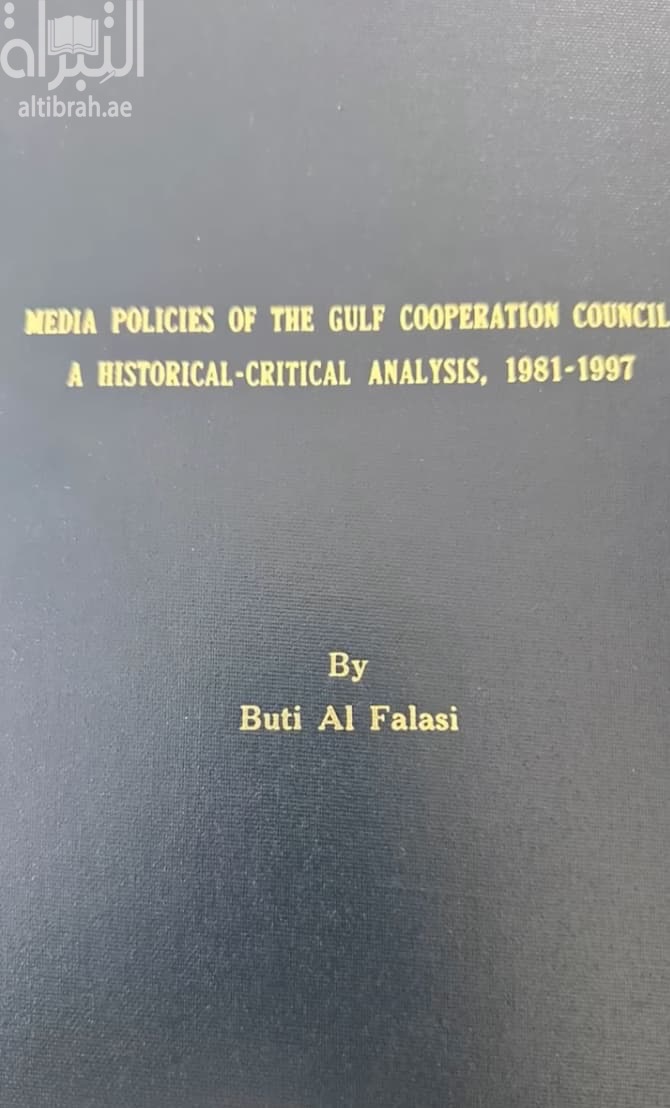 التبراة
altibrah.ae
MEDIA POLICIES OF THE GULF COOPERATION COUNCIL
A HISTORICAL-CRITICAL ANALYSIS, 1981-1997
By
Buti Al Falasi